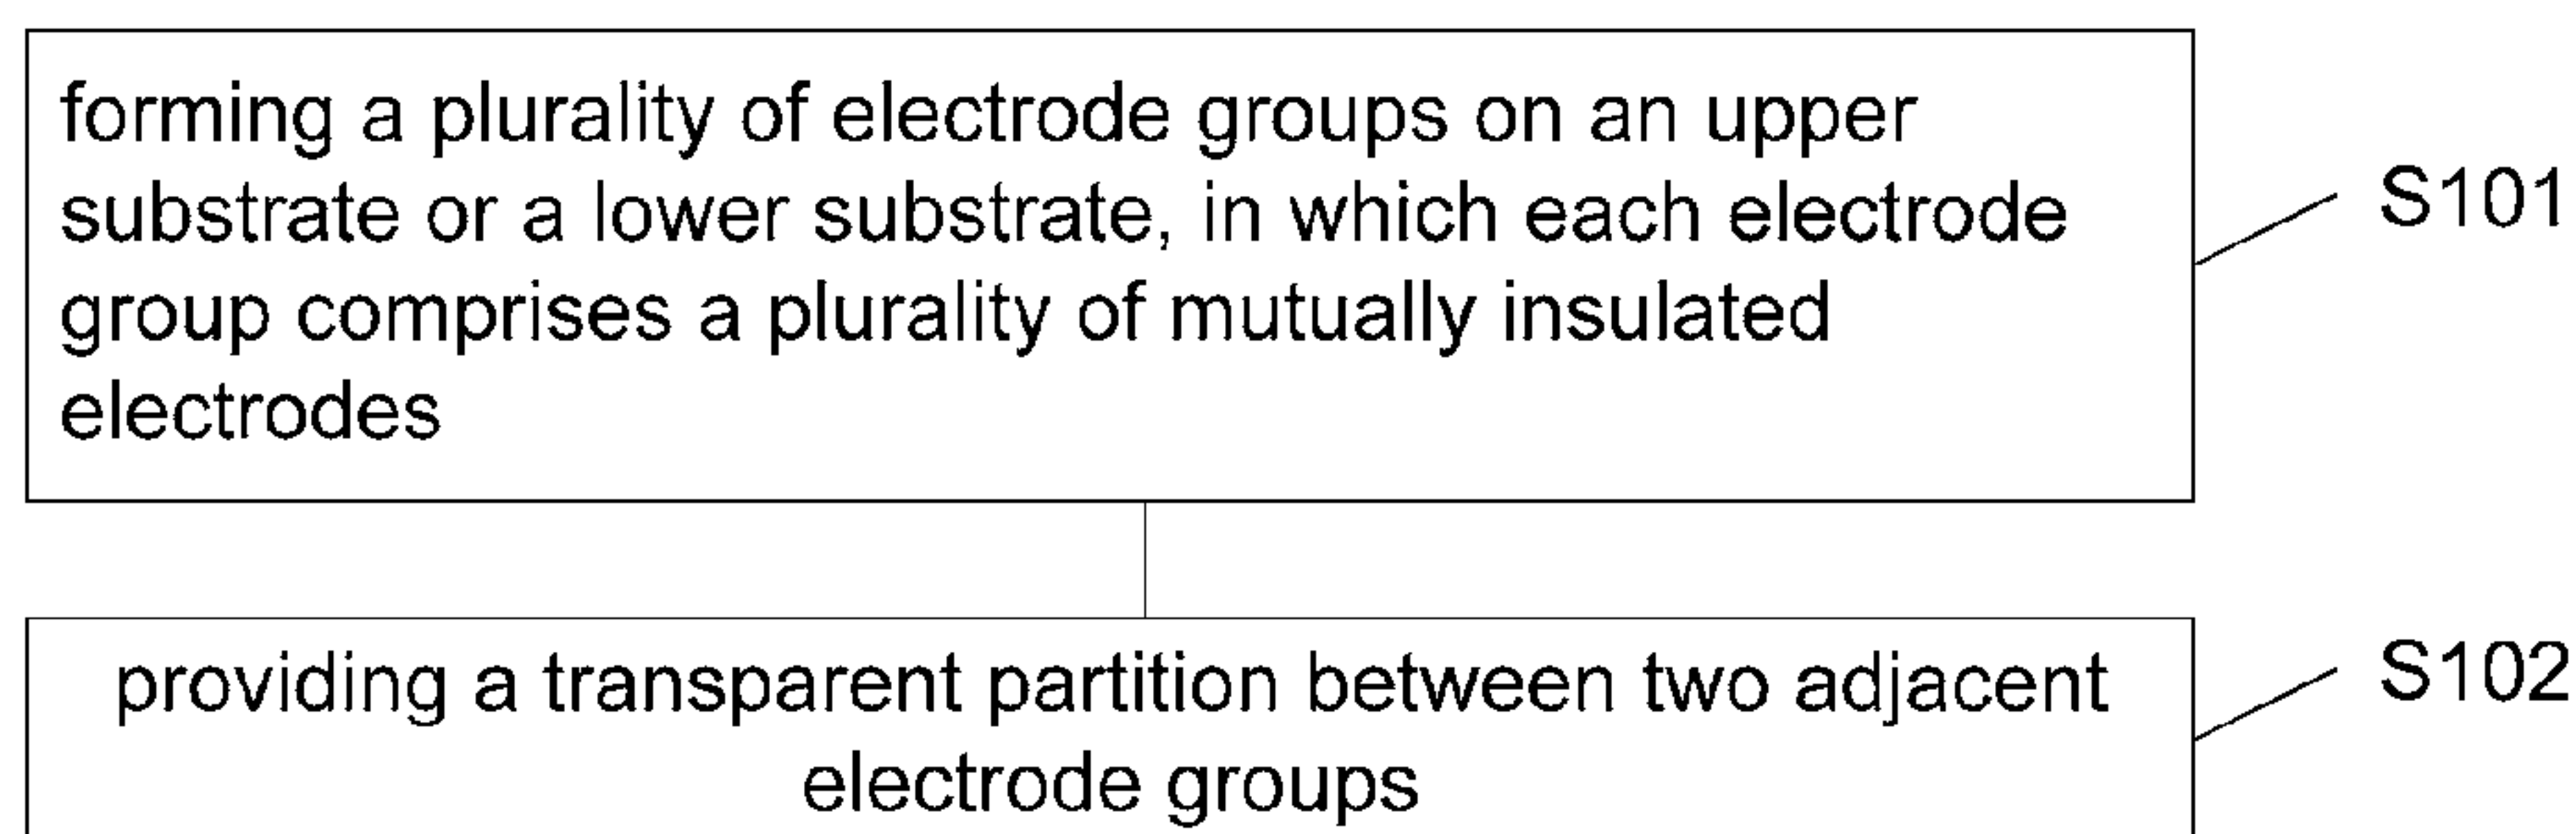 forming a plurality of electrode groups on an upper
substrate or a lower substrate, in which each electrode
group comprises a plurality of mutually insulated
electrodes
S101
providing a transparent partition between two adjacent
electrode groups
S102